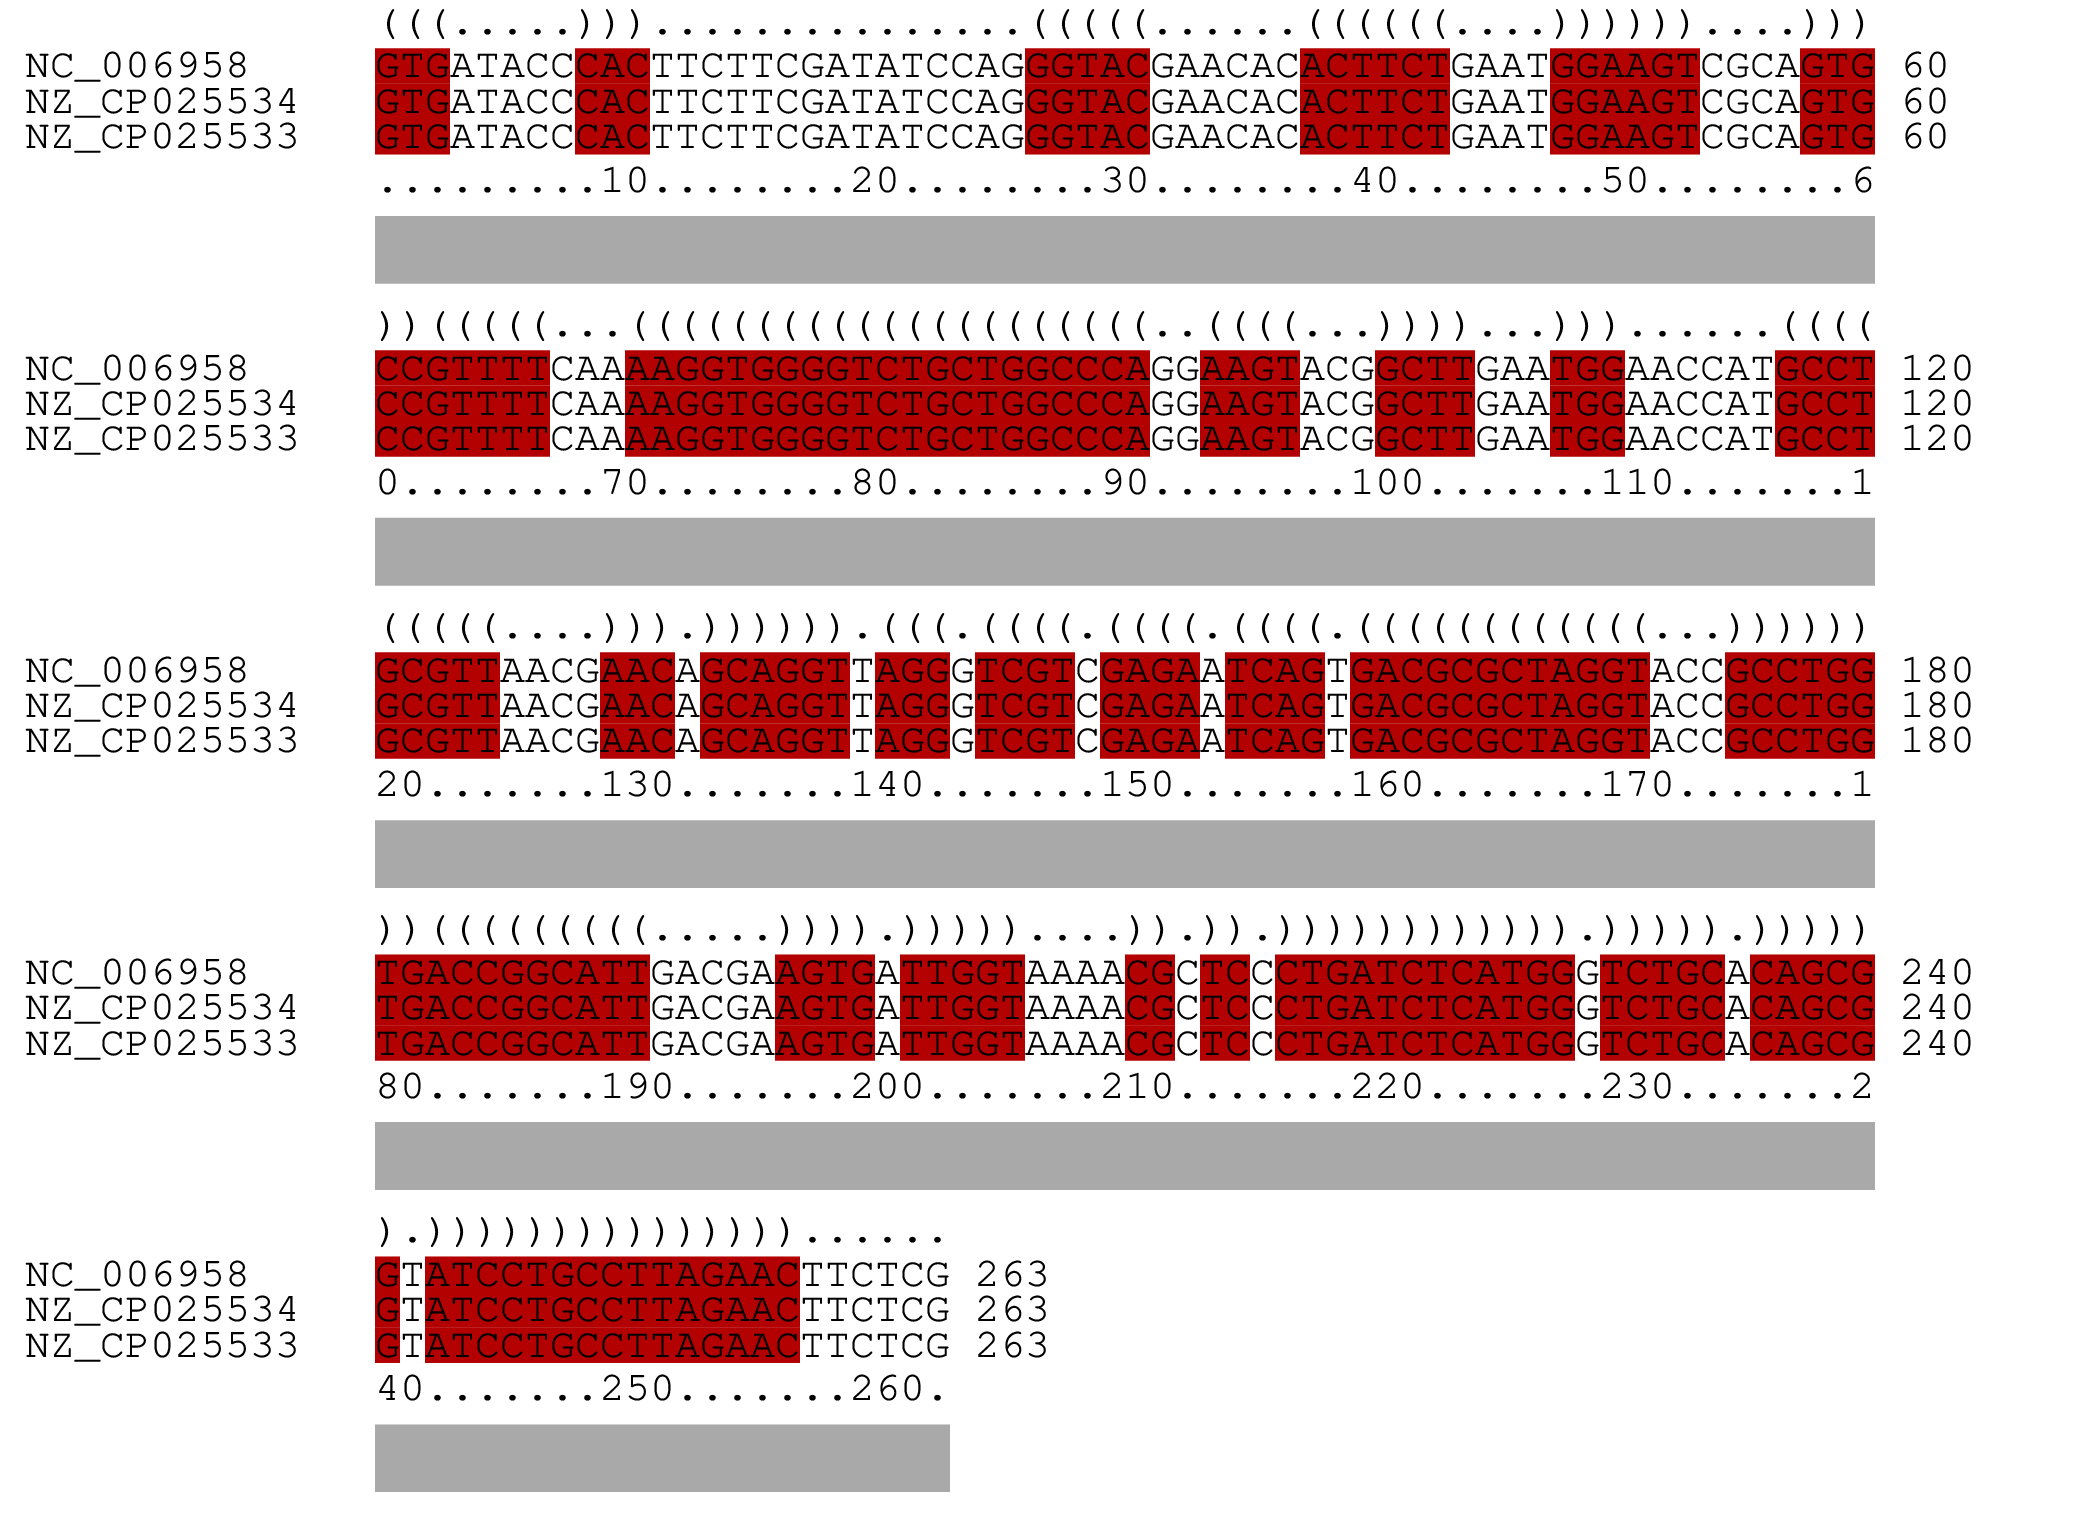 (((.....)))...............(((((......((((((....))))))....)))
NC_006958 GTGATACCCACTTCTTCGATATCCAGGGTACGAACACACTTCTGAATGGAAGTCGCAGTG 60
NZ_CP025534 GTGATACCCACTTCTTCGATATCCAGGGTACGAACACACTTCTGAATGGAAGTCGCAGTG 60
NZ_CP025533 GTGATACCCACTTCTTCGATATCCAGGGTACGAACACACTTCTGAATGGAAGTCGCAGTG 60
.........10........20........30........40........50........6
))(((((...(((((((((((((((((((((..((((...))))...)))......((((
NC_006958 CCGTTTTCAAAAGGTGGGGTCTGCTGGCCCAGGAAGTACGGCTTGAATGGAACCATGCCT 120
NZ_CP025534 CCGTTTTCAAAAGGTGGGGTCTGCTGGCCCAGGAAGTACGGCTTGAATGGAACCATGCCT 120
NZ_CP025533 CCGTTTTCAAAAGGTGGGGTCTGCTGGCCCAGGAAGTACGGCTTGAATGGAACCATGCCT 120
0........70........80........90........100.......110.......1
(((((....))).)))))).(((.((((.((((.((((.((((((((((((...))))))
NC_006958 GCGTTAACGAACAGCAGGTTAGGGTCGTCGAGAATCAGTGACGCGCTAGGTACCGCCTGG 180
NZ_CP025534 GCGTTAACGAACAGCAGGTTAGGGTCGTCGAGAATCAGTGACGCGCTAGGTACCGCCTGG 180
NZ_CP025533 GCGTTAACGAACAGCAGGTTAGGGTCGTCGAGAATCAGTGACGCGCTAGGTACCGCCTGG 180
20.......130.......140.......150.......160.......170.......1
))(((((((((.....)))).)))))....)).)).)))))))))))).))))).)))))
NC_006958 TGACCGGCATTGACGAAGTGATTGGTAAAACGCTCCCTGATCTCATGGGTCTGCACAGCG 240
NZ_CP025534 TGACCGGCATTGACGAAGTGATTGGTAAAACGCTCCCTGATCTCATGGGTCTGCACAGCG 240
NZ_CP025533 TGACCGGCATTGACGAAGTGATTGGTAAAACGCTCCCTGATCTCATGGGTCTGCACAGCG 240
80.......190.......200.......210.......220.......230.......2
).)))))))))))))))......
NC_006958 GTATCCTGCCTTAGAACTTCTCG 263
NZ_CP025534 GTATCCTGCCTTAGAACTTCTCG 263
NZ_CP025533 GTATCCTGCCTTAGAACTTCTCG 263
40.......250.......260.